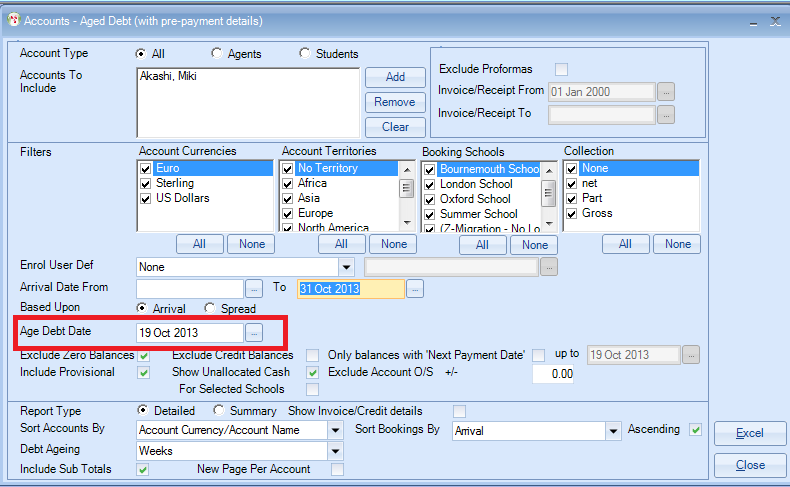 Accounts - Aged Debt (with pre-payment details)
Account Type All Agents Students
Accounts To Include
Akashi, Miki
Add
Remove
Clear
Exclude Proformas
Invoice/Receipt From 01 Jan 2000 ...
Invoice/Receipt To ...
Filters
Account Currencies
Euro
Sterling
US Dollars
All None
Account Territories
No Territory
Africa
Asia
Europe
North America
All None
Booking Schools
Bournemouth Schoo
London School
Oxford School
Summer School
(Z-Migration - No Lo
All None
Collection
None
net
Part
Gross
All None
Enrol User Def None ...
Arrival Date From ... To 31 Oct 2013 ...
Based Upon Arrival Spread
Age Debt Date 19 Oct 2013 ...
Exclude Zero Balances Exclude Credit Balances Only balances with 'Next Payment Date' up to 19 Oct 2013 ...
Include Provisional Show Unallocated Cash Exclude Account O/S +/- 0.00
For Selected Schools
Report Type Detailed Summary Show Invoice/Credit details
Sort Accounts By Account Currency/Account Name Sort Bookings By Arrival Ascending
Debt Ageing Weeks
Include Sub Totals New Page Per Account
Excel
Close